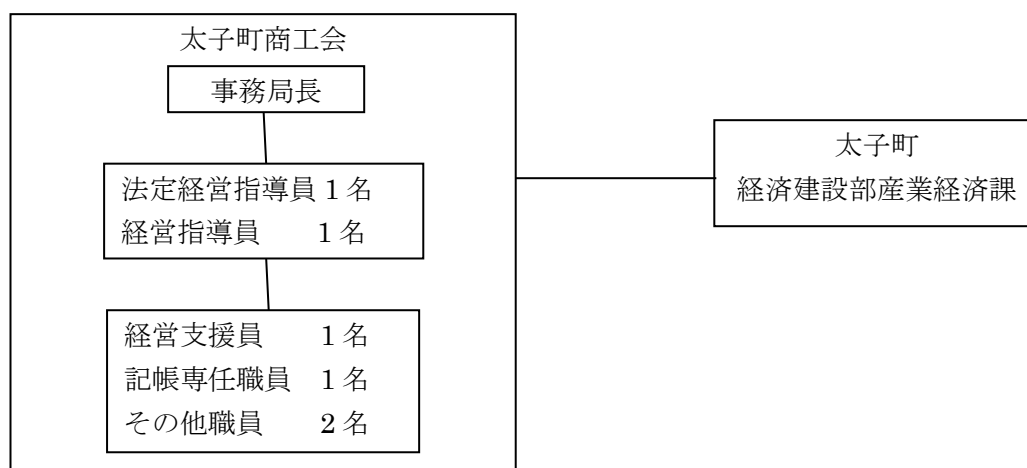 太子町商工会
事務局長
法定経営指導員 1 名
経営指導員　　1 名
経営支援員　　1 名
記帳専任職員　1 名
その他職員　　2 名
太子町
経済建設部産業経済課